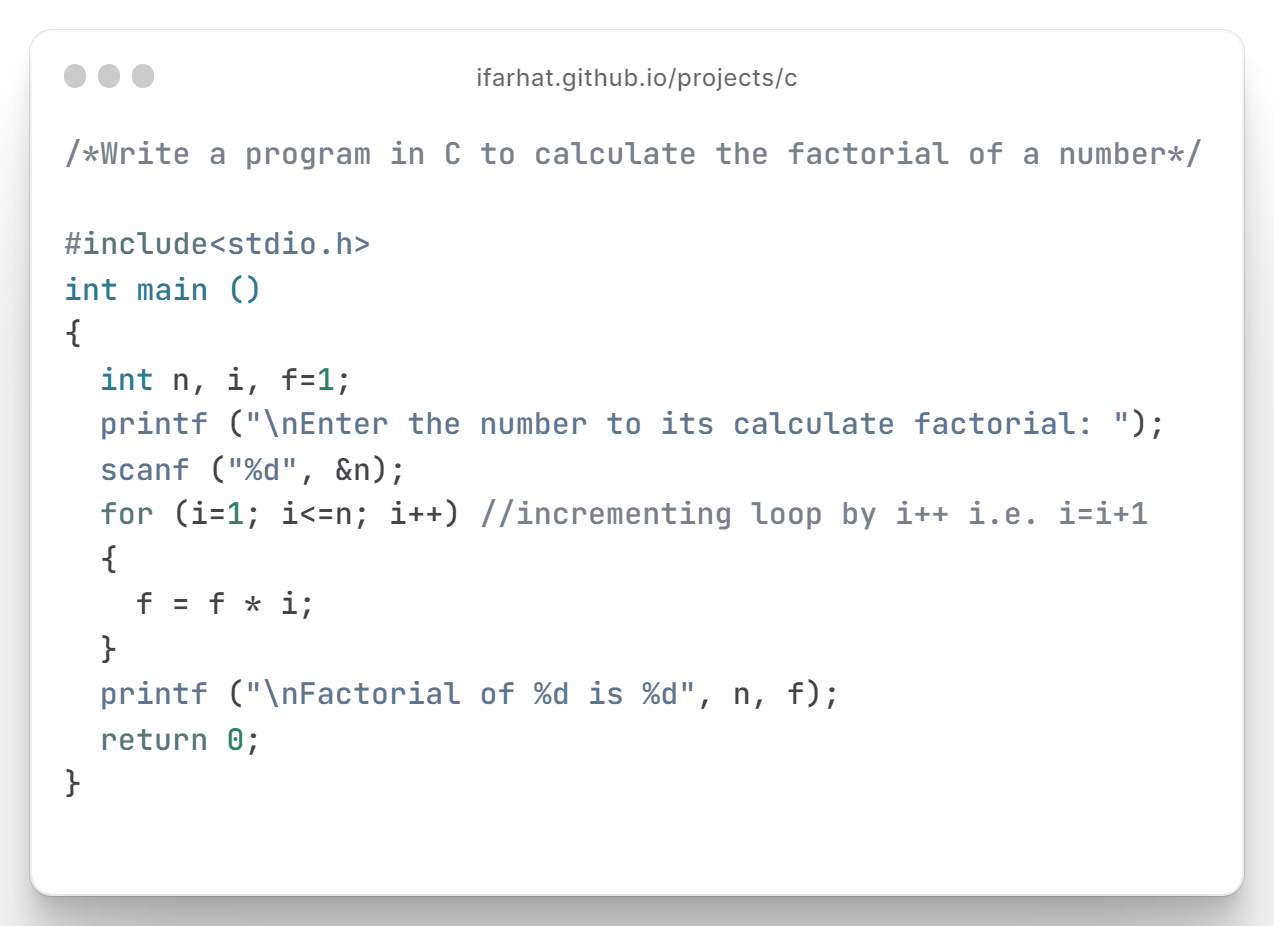 ifarhat.github.io/projects/c
/*Write a program in C to calculate the factorial of a number*/
#include<stdio.h>
int main ()
{
  int n, i, f=1;
  printf ("\nEnter the number to its calculate factorial: ");
  scanf ("%d", &n);
  for (i=1; i<=n; i++) //incrementing loop by i++ i.e. i=i+1
  {
    f = f * i;
  }
  printf ("\nFactorial of %d is %d", n, f);
  return 0;
}